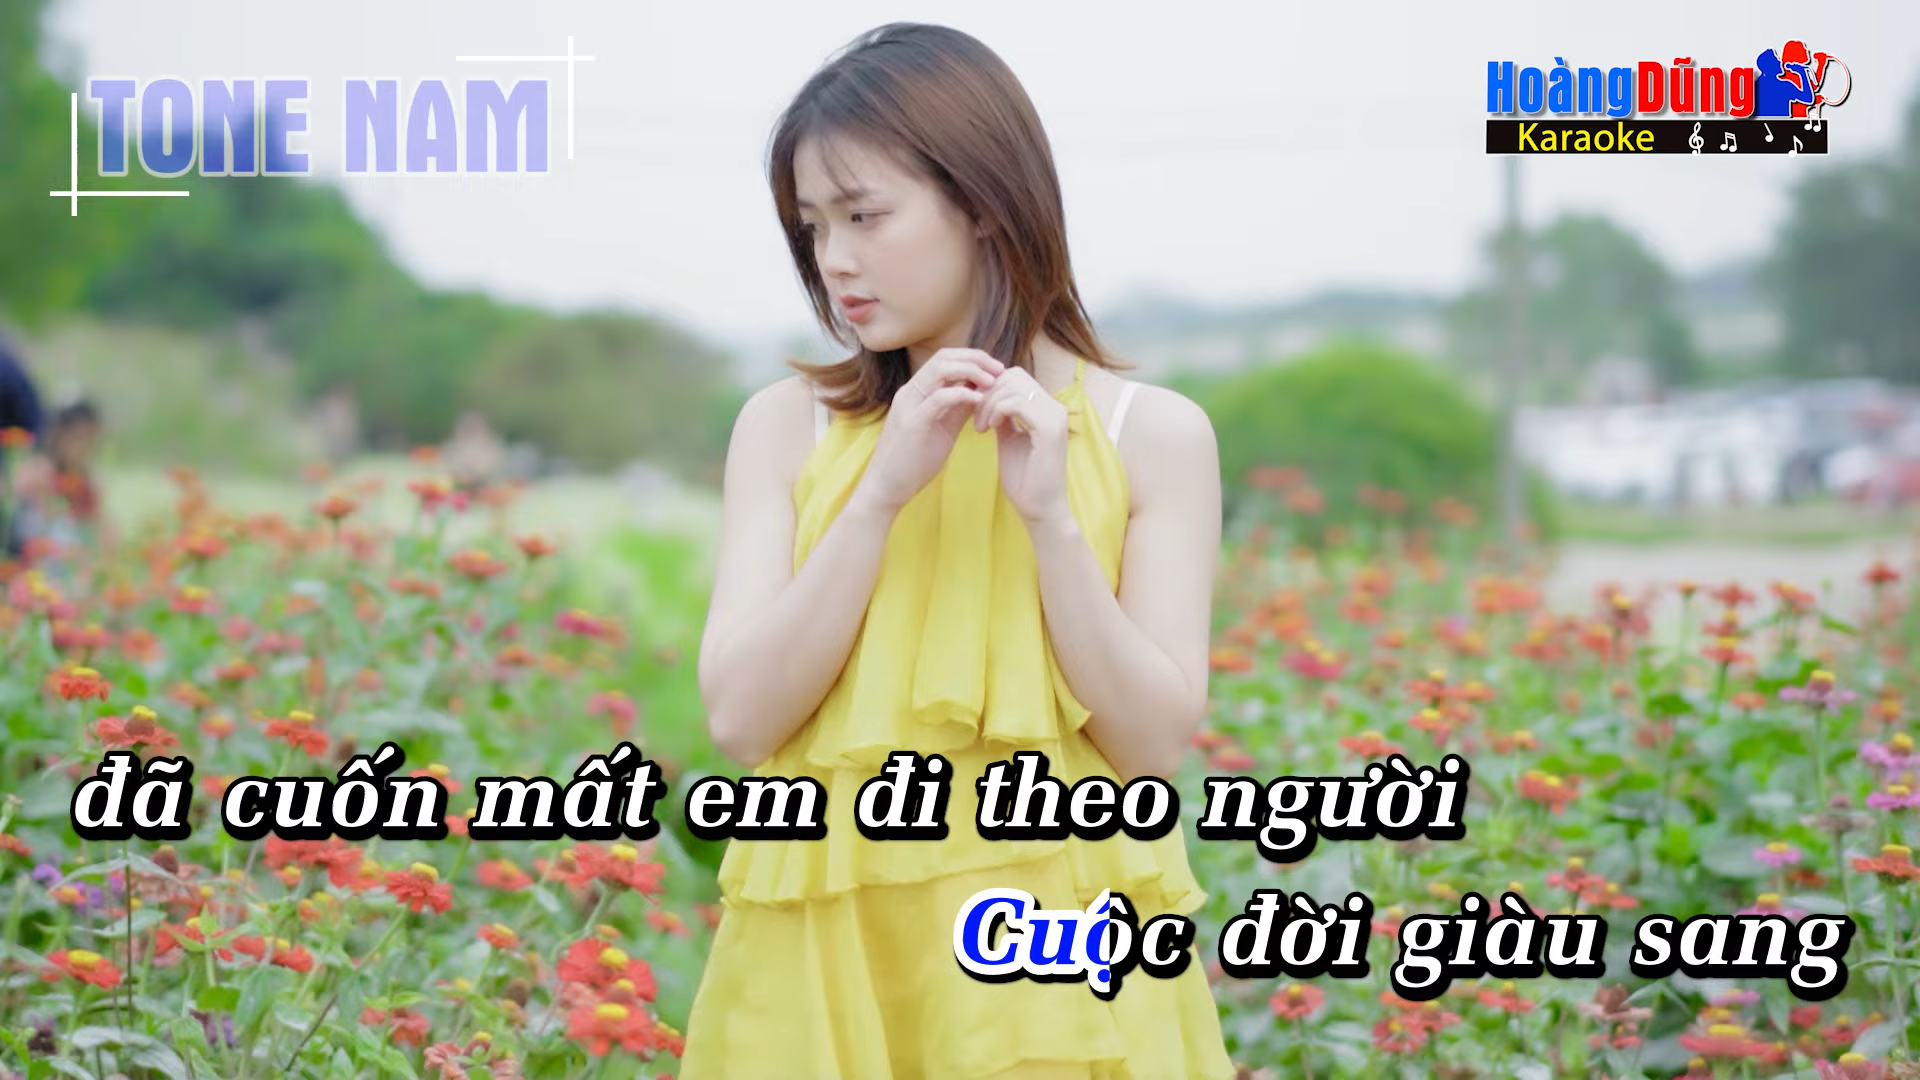 TONE NAM
HoàngDũng
Karaoke
đã cuốn mất em đi theo người
Cuộc đời giàu sang